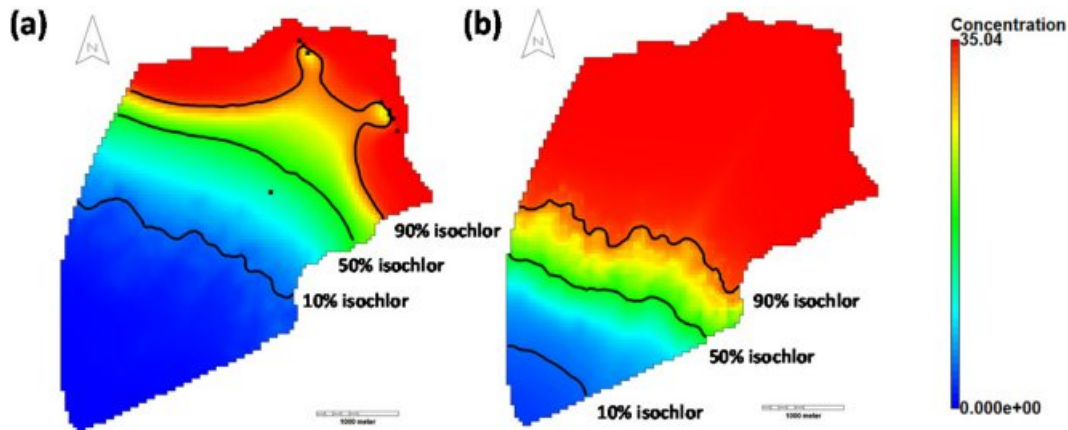 (a)
N
90% isochlor
50% isochlor
10% isochlor
1000 meter
(b)
N
90% isochlor
50% isochlor
10% isochlor
1000 meter
Concentration
35.04
0.000e+00